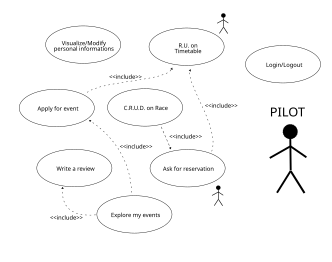 Visualize/Modify
personal informations
R.U. on
Timetable
Login/Logout
<<include>>
Apply for event
C.R.U.D. on Race
<<include>>
PILOT
<<include>>
<<include>>
Write a review
Ask for reservation
Explore my events
<<include>>